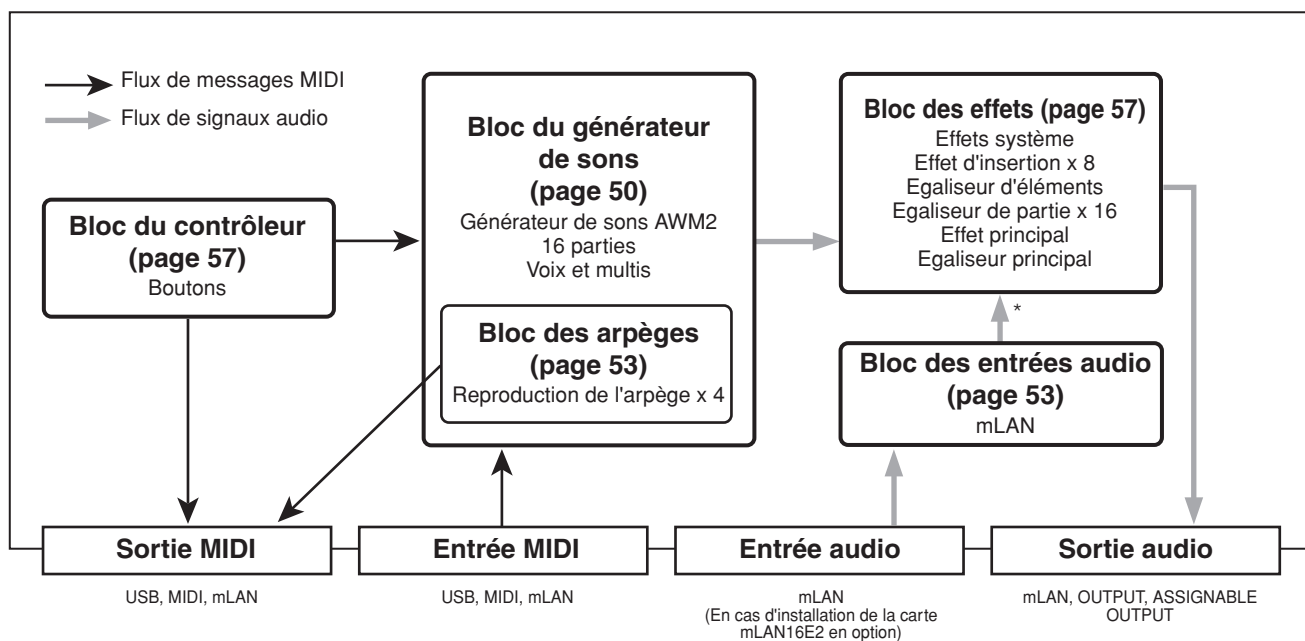 Flux de messages MIDI
Flux de signaux audio
Bloc du contrôleur
(page 57)
Boutons
Bloc du générateur
de sons
(page 50)
Générateur de sons AWM2
16 parties
Voix et multis
Bloc des arpèges
(page 53)
Reproduction de l'arpège x 4
Bloc des effets (page 57)
Effets système
Effet d'insertion x 8
Egaliseur d'éléments
Egaliseur de partie x 16
Effet principal
Egaliseur principal
*
Bloc des entrées audio
(page 53)
mLAN
Sortie MIDI
Entrée MIDI
Entrée audio
Sortie audio
USB, MIDI, mLAN
USB, MIDI, mLAN
mLAN
(En cas d'installation de la carte
mLAN16E2 en option)
mLAN, OUTPUT, ASSIGNABLE
OUTPUT